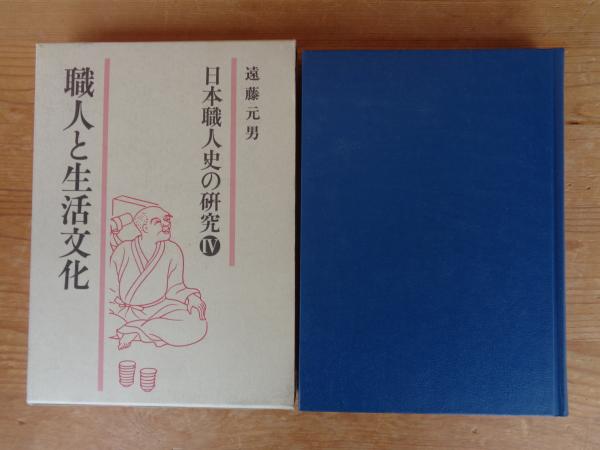 遠藤元男
日本職人史の研究Ⅳ
職人と生活文化